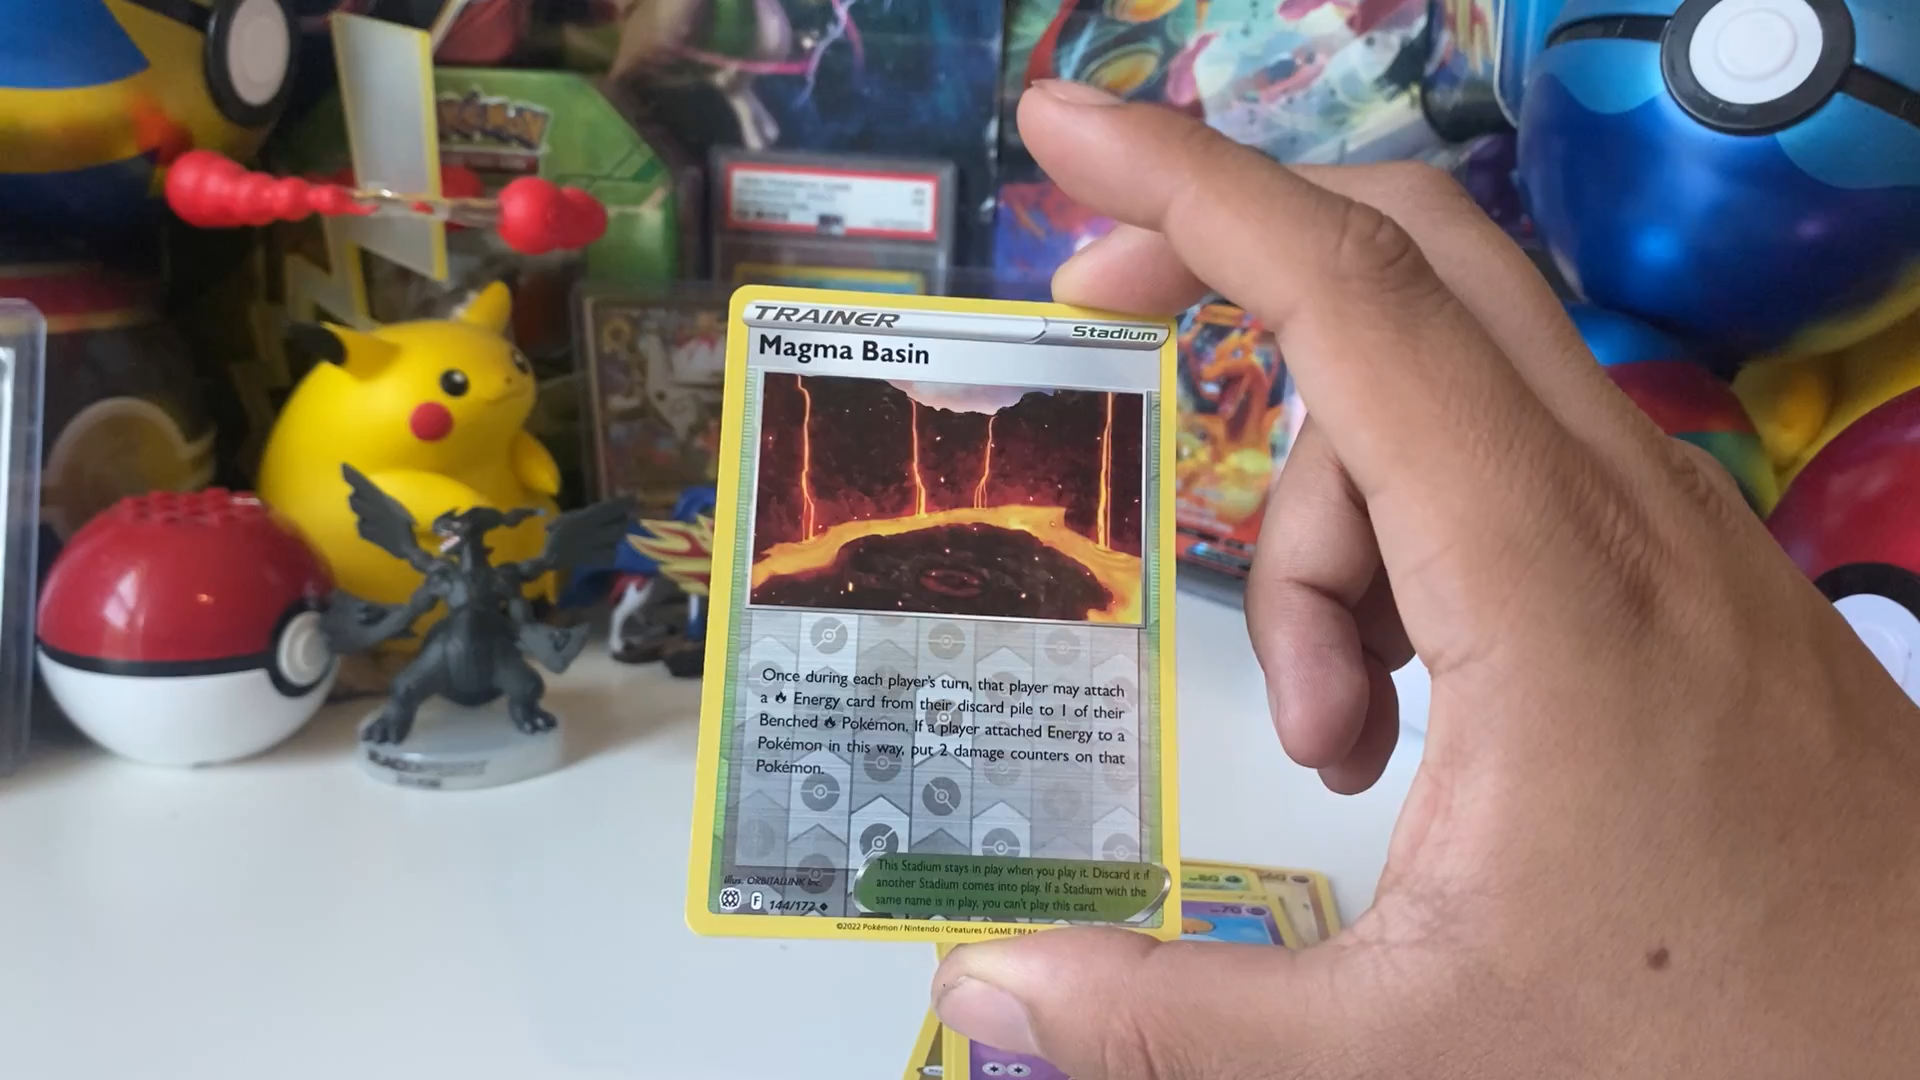 Pokémon
TRAINER
Stadium
Magma Basin
Once during each player's turn, that player may attach
a Energy card from their discard pile to 1 of their
Benched Pokémon. If a player attached Energy to a
Pokémon in this way, put 2 damage counters on that
Pokémon.
This Stadium stays in play when you play it. Discard it if
another Stadium comes into play. If a Stadium with the
same name is in play, you can't play this card.
Illus. ORBITALLINK Inc.
F 144/172
©2022 Pokémon / Nintendo / Creatures / GAME FREAK
80
60
70